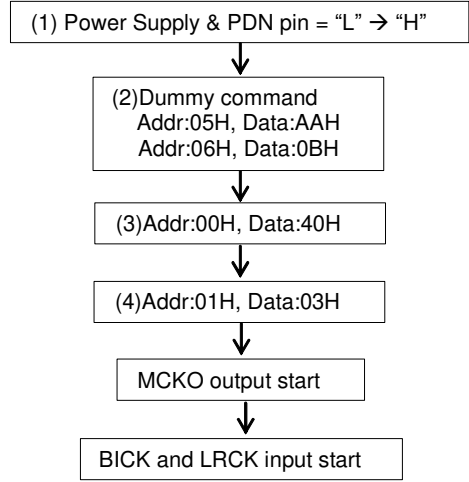 (1) Power Supply & PDN pin = “L” → “H”
(2)Dummy command
Addr:05H, Data:AAH
Addr:06H, Data:0BH
(3)Addr:00H, Data:40H
(4)Addr:01H, Data:03H
MCKO output start
BICK and LRCK input start